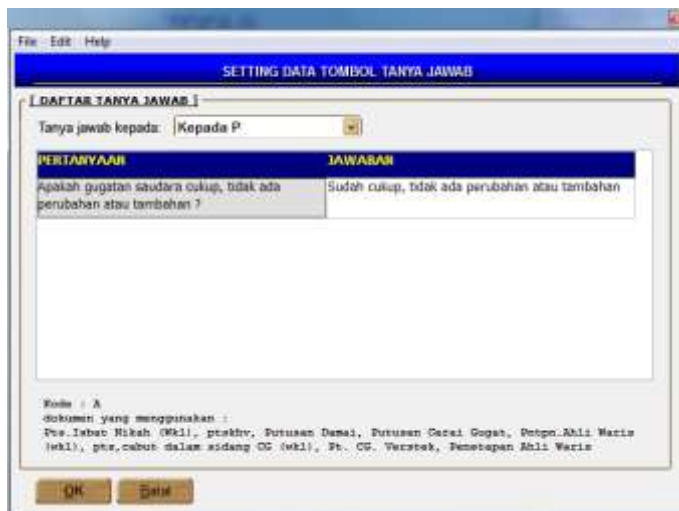 File Edit Help
SETTING DATA TOMBOL TANYA JAWAB
[ DAFTAR TANYA JAWAB ]
Tanya jawab kepada: Kepada P
PERTANYAAN JAWABAN
Apakah gugatan saudara cukup, tidak ada Sudah cukup, tidak ada perubahan atau tambahan
perubahan atau tambahan ?
Kode : A
dokumen yang menggunakan :
Pts.Isbat Nikah (Wkl), ptskhv, Putusan Damai, Putusan Cerai Gugat, Pntpn.Ahli Waris
(wkl), pts.cabut dalam sidang CG (wkl), Pt. CG. Verstek, Penetapan Ahli Waris
OK Batal